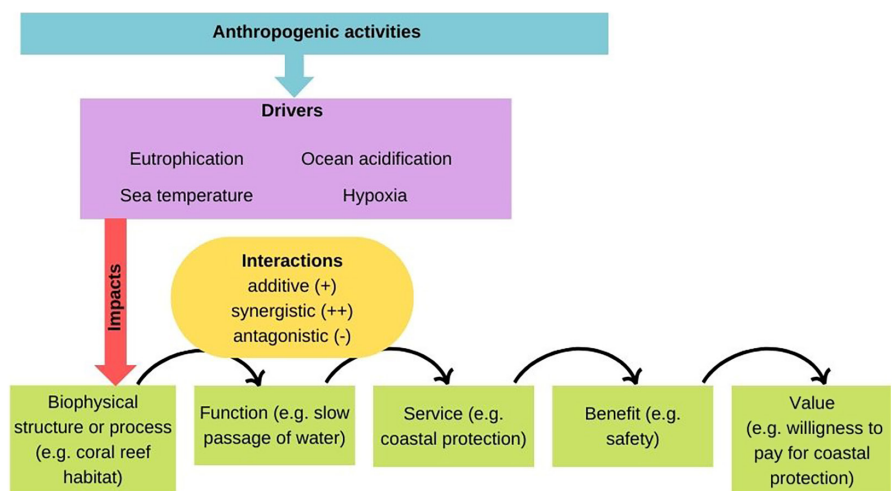 Anthropogenic activities
Drivers
Eutrophication
Ocean acidification
Sea temperature
Hypoxia
Impacts
Interactions
additive (+)
synergistic (++)
antagonistic (-)
Biophysical
structure or process
(e.g. coral reef
habitat)
Function (e.g. slow
passage of water)
Service (e.g.
coastal protection)
Benefit (e.g.
safety)
Value
(e.g. willigness to
pay for coastal
protection)